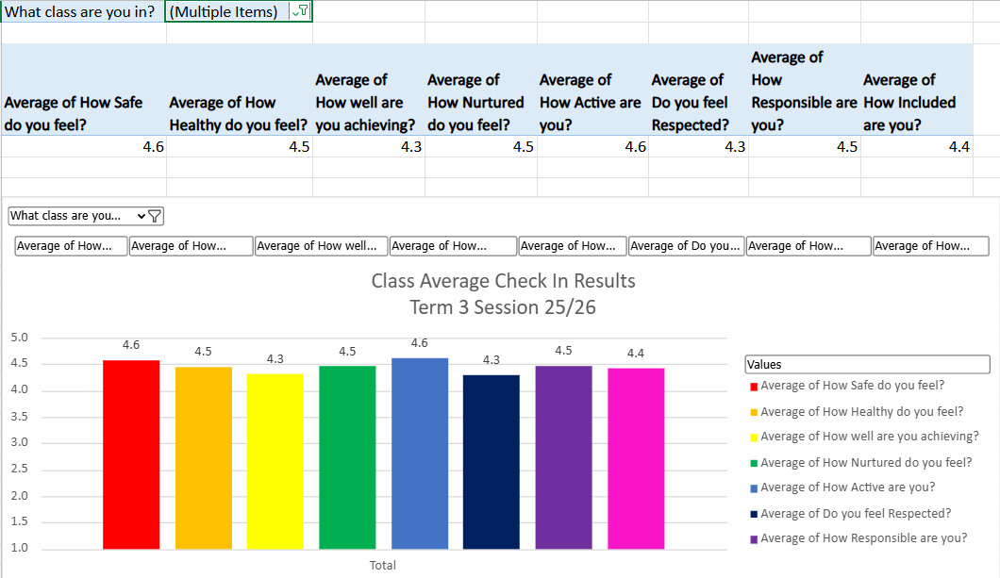 What class are you in? (Multiple Items)
Average of How Safe do you feel?
Average of How Healthy do you feel?
Average of How well are you achieving?
Average of How Nurtured do you feel?
Average of How Active are you?
Average of Do you feel Respected?
Average of How Responsible are you?
Average of How Included are you?
4.6 4.5 4.3 4.5 4.6 4.3 4.5 4.4
What class are you...
Average of How... Average of How... Average of How well... Average of How... Average of How... Average of Do you... Average of How... Average of How...
Class Average Check In Results
Term 3 Session 25/26
5.0
4.5
4.0
3.5
3.0
2.5
2.0
1.5
1.0
4.6 4.5 4.3 4.5 4.6 4.3 4.5 4.4
Total
Values
Average of How Safe do you feel?
Average of How Healthy do you feel?
Average of How well are you achieving?
Average of How Nurtured do you feel?
Average of How Active are you?
Average of Do you feel Respected?
Average of How Responsible are you?